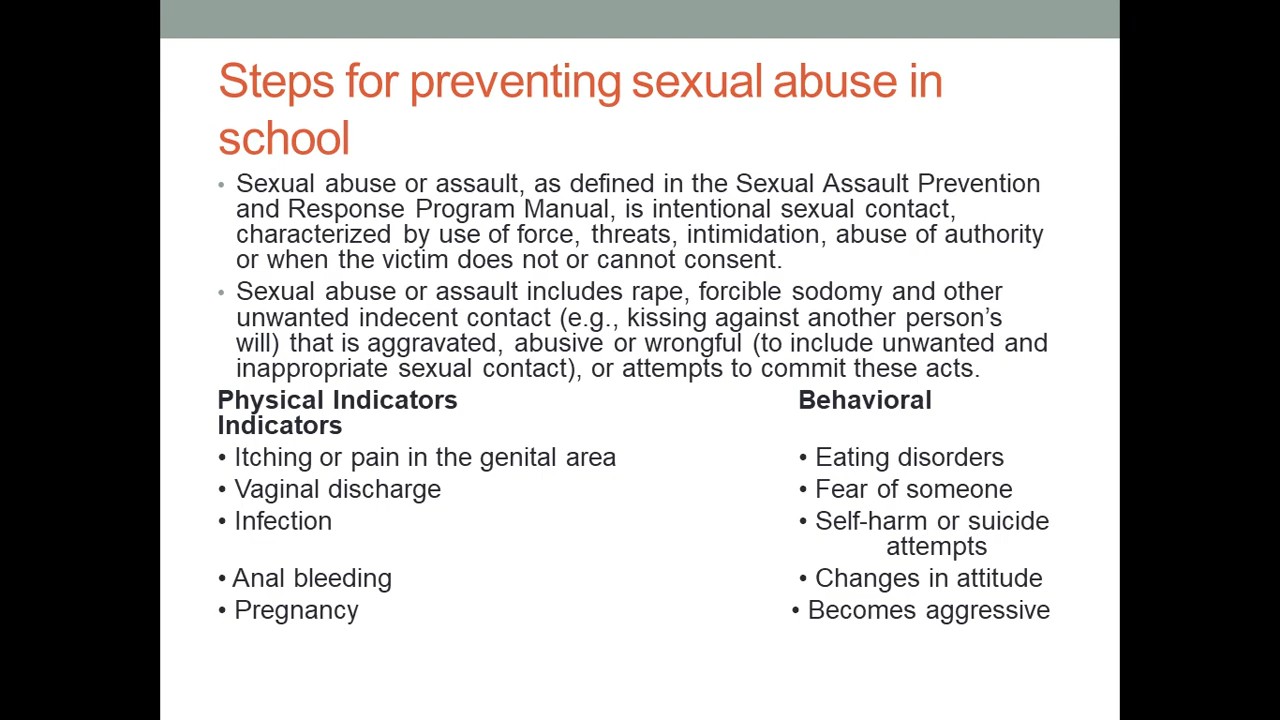 Steps for preventing sexual abuse in
school
• Sexual abuse or assault, as defined in the Sexual Assault Prevention
and Response Program Manual, is intentional sexual contact,
characterized by use of force, threats, intimidation, abuse of authority
or when the victim does not or cannot consent.
• Sexual abuse or assault includes rape, forcible sodomy and other
unwanted indecent contact (e.g., kissing against another person’s
will) that is aggravated, abusive or wrongful (to include unwanted and
inappropriate sexual contact), or attempts to commit these acts.
Physical Indicators Behavioral
Indicators
• Itching or pain in the genital area • Eating disorders
• Vaginal discharge • Fear of someone
• Infection • Self-harm or suicide
attempts
• Anal bleeding • Changes in attitude
• Pregnancy • Becomes aggressive